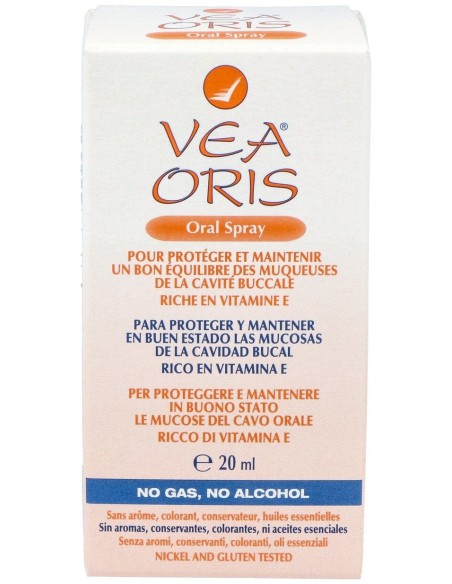 Oral Spray
VEA®
ORIS
Oral Spray
POUR PROTÉGER ET MAINTENIR
UN BON ÉQUILIBRE DES MUQUEUSES
DE LA CAVITÉ BUCCALE
RICHE EN VITAMINE E
PARA PROTEGER Y MANTENER
EN BUEN ESTADO LAS MUCOSAS
DE LA CAVIDAD BUCAL
RICO EN VITAMINA E
PER PROTEGGERE E MANTENERE
IN BUONO STATO
LE MUCOSE DEL CAVO ORALE
RICCO DI VITAMINA E
℮ 20 ml
NO GAS, NO ALCOHOL
Sans arôme, colorant, conservateur, huiles essentielles
Sin aromas, conservantes, colorantes, ni aceites esenciales
Senza aromi, conservanti, coloranti, oli essenziali
NICKEL AND GLUTEN TESTED